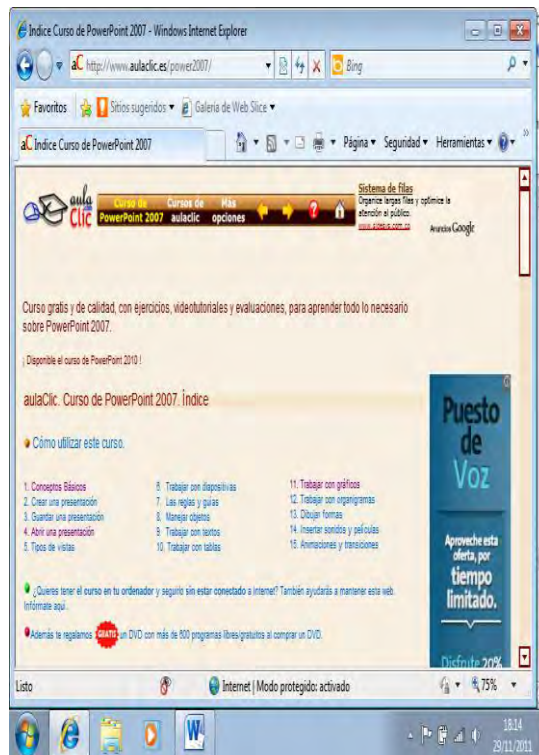 Indice Curso de PowerPoint 2007 - Windows Internet Explorer
aC http://www.aulaclic.es/power2007/
Bing
Favoritos Sitios sugeridos Galería de Web Slice
aC Indice Curso de PowerPoint 2007
Página Seguridad Herramientas
aula Clic
Curso de PowerPoint 2007
Cursos de aulaclic
Más opciones
Sistema de filas
Organice largas filas y optimice la
atención al público.
Anuncios Google
Curso gratis y de calidad, con ejercicios, videotutoriales y evaluaciones, para aprender todo lo necesario
sobre PowerPoint 2007.
¡ Disponible el curso de PowerPoint 2010 !
aulaClic. Curso de PowerPoint 2007. Índice
Cómo utilizar este curso.
1. Conceptos Básicos
2. Crear una presentación
3. Guardar una presentación
4. Abrir una presentación
5. Tipos de vistas
6. Trabajar con diapositivas
7. Las reglas y guías
8. Manejar objetos
9. Trabajar con textos
10. Trabajar con tablas
11. Trabajar con gráficos
12. Trabajar con organigramas
13. Dibujar formas
14. Insertar sonidos y películas
15. Animaciones y transiciones
¿Quieres tener el curso en tu ordenador y seguirlo sin estar conectado a Internet? También ayudarás a mantener esta web.
Infórmate aquí.
Además te regalamos GRATIS un DVD con más de 600 programas libres/gratuitos al comprar un DVD.
Puesto
de
Voz
Aproveche esta
oferta, por
tiempo
limitado.
Disfrute 20%
Listo
Internet | Modo protegido: activado
75%
18:14
29/11/2011